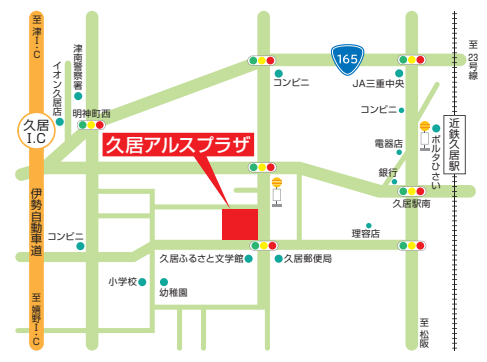 至 津I・C
165
至 23号線
津南警察署
イオン久居店
コンビニ
JA三重中央
明神町西
コンビニ
久居
I.C
久居アルスプラザ
電器店
ポルタひさい
近鉄久居駅
銀行
伊勢自動車道
久居駅南
コンビニ
理容店
久居ふるさと文学館
久居郵便局
小学校
幼稚園
至 嬉野I・C
至 松阪